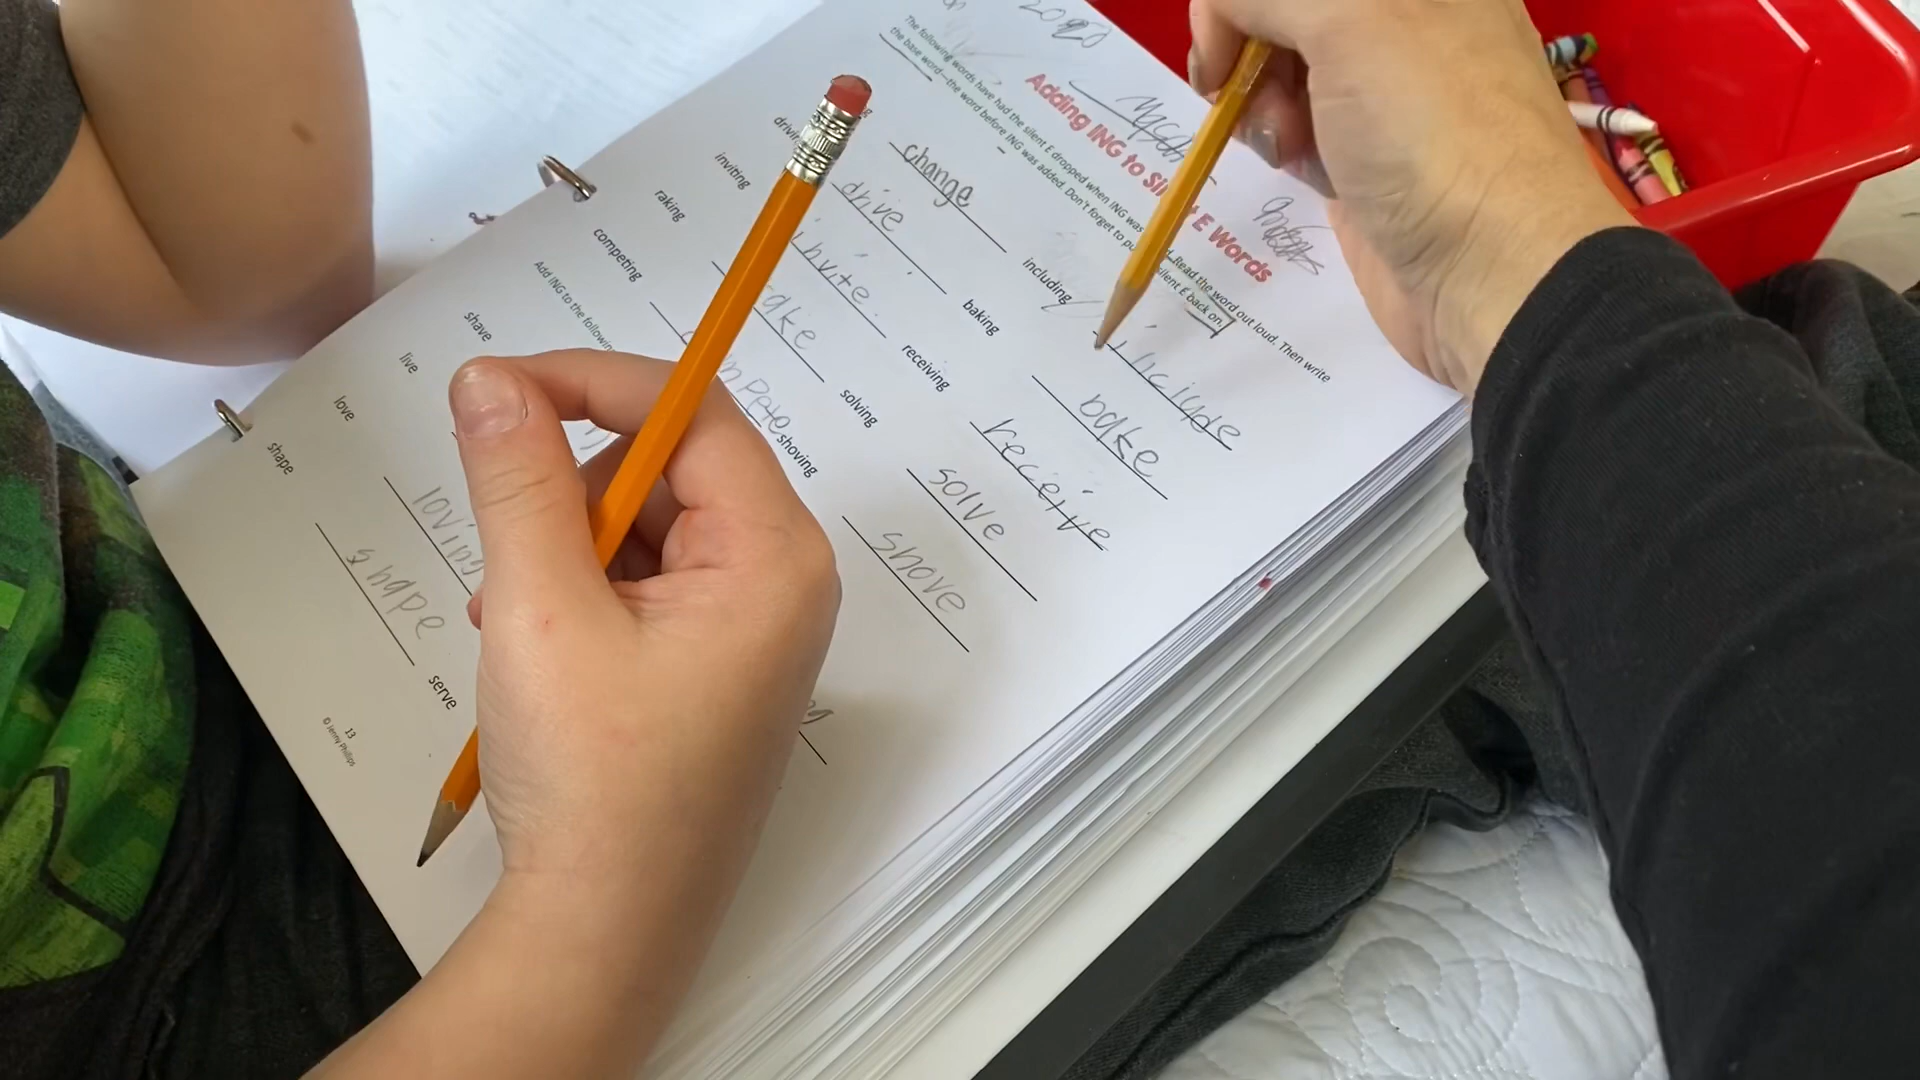 2020
Adding ING to Silent E Words
The following words have had the silent E dropped when ING was Read the word out loud. Then write
the base word—the word before ING was added. Don't forget to silent E back on.
change
including
include
driving
drive
baking
bake
inviting
invite
receiving
receive
raking
rake
solving
solve
competing
compete
shoving
shove
Add ING to the following
shave
live
love
loving
shape
shape
serve
13
© Jenny Phillips